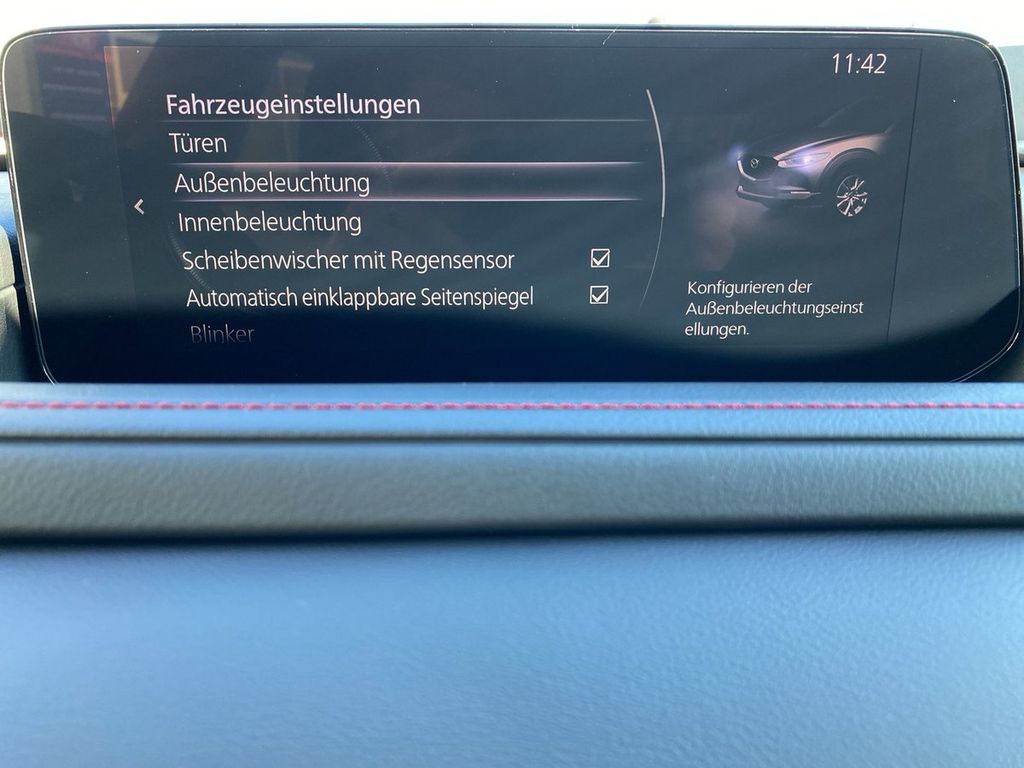 11:42
Fahrzeugeinstellungen
Türen
Außenbeleuchtung
Innenbeleuchtung
Scheibenwischer mit Regensensor
Automatisch einklappbare Seitenspiegel
Blinker
Konfigurieren der
Außenbeleuchtungseinst
ellungen.